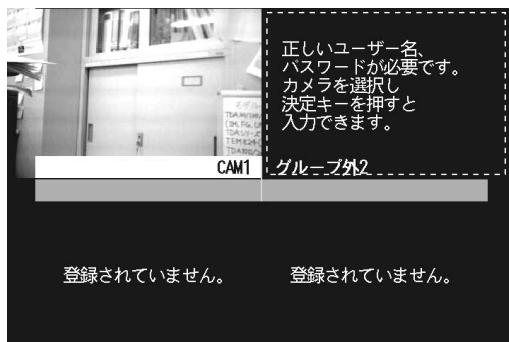 正しいユーザー名、
パスワードが必要です。
カメラを選択し
決定キーを押すと
入力できます。
CAM1
グループ外2
登録されていません。
登録されていません。